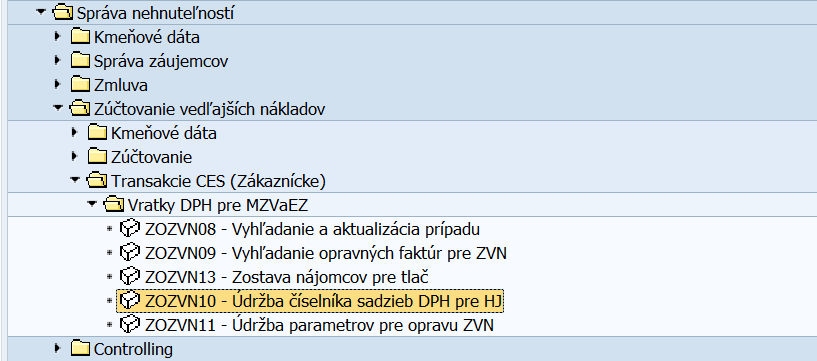 Správa nehnuteľností
Kmeňové dáta
Správa záujemcov
Zmluva
Zúčtovanie vedľajších nákladov
Kmeňové dáta
Zúčtovanie
Transakcie CES (Zákaznícke)
Vratky DPH pre MZVaEZ
ZOZVN08 - Vyhľadanie a aktualizácia prípadu
ZOZVN09 - Vyhľadanie opravných faktúr pre ZVN
ZOZVN13 - Zostava nájomcov pre tlač
ZOZVN10 - Údržba číselníka sadzieb DPH pre HJ
ZOZVN11 - Údržba parametrov pre opravu ZVN
Controlling